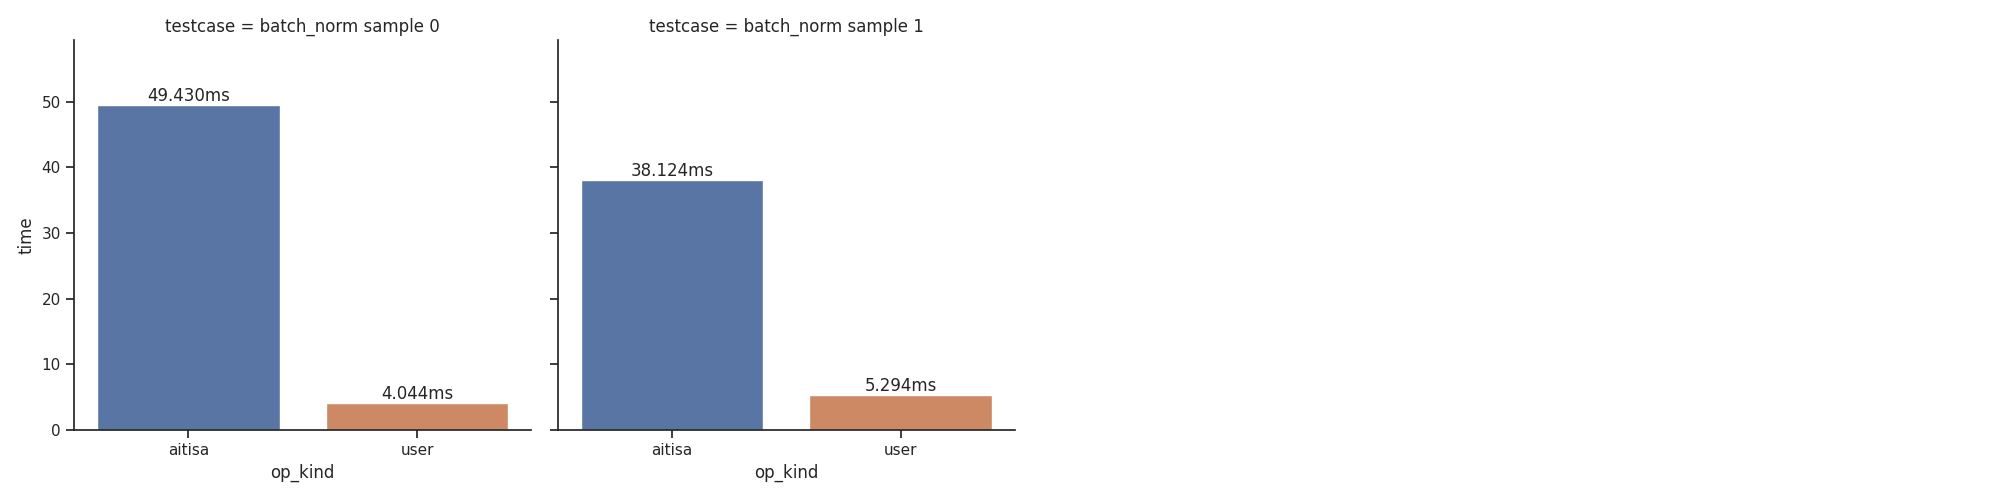 testcase = batch_norm sample 0
testcase = batch_norm sample 1
time
50
40
30
20
10
0
49.430ms
4.044ms
38.124ms
5.294ms
aitisa
user
aitisa
user
op_kind
op_kind